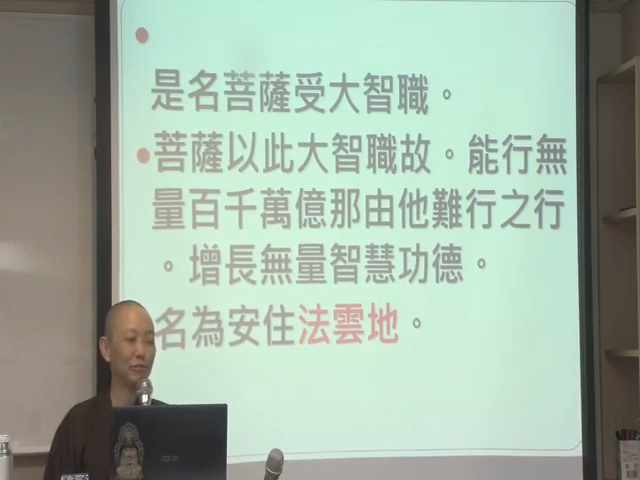 是名菩薩受大智職。
菩薩以此大智職故。能行無
量百千萬億那由他難行之行
。增長無量智慧功德。
名為安住法雲地。